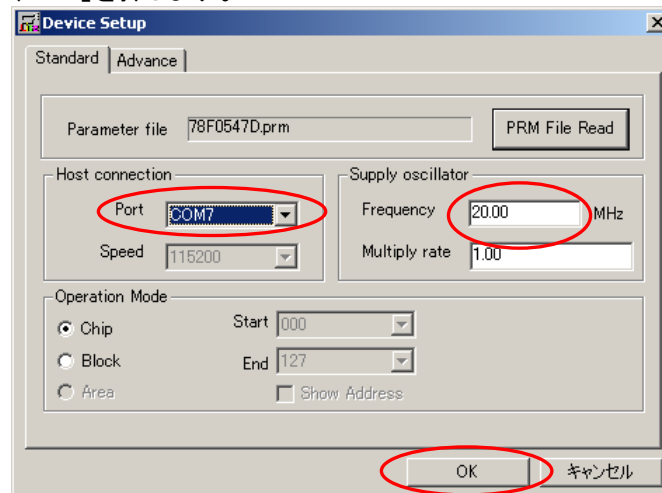 Device Setup
Standard Advance
Parameter file 78F0547D.prm PRM File Read
Host connection Supply oscillator
Port COM7 Frequency 20.00 MHz
Speed 115200 Multiply rate 1.00
Operation Mode
Chip Start 000
Block End 127
Area Show Address
OK キャンセル